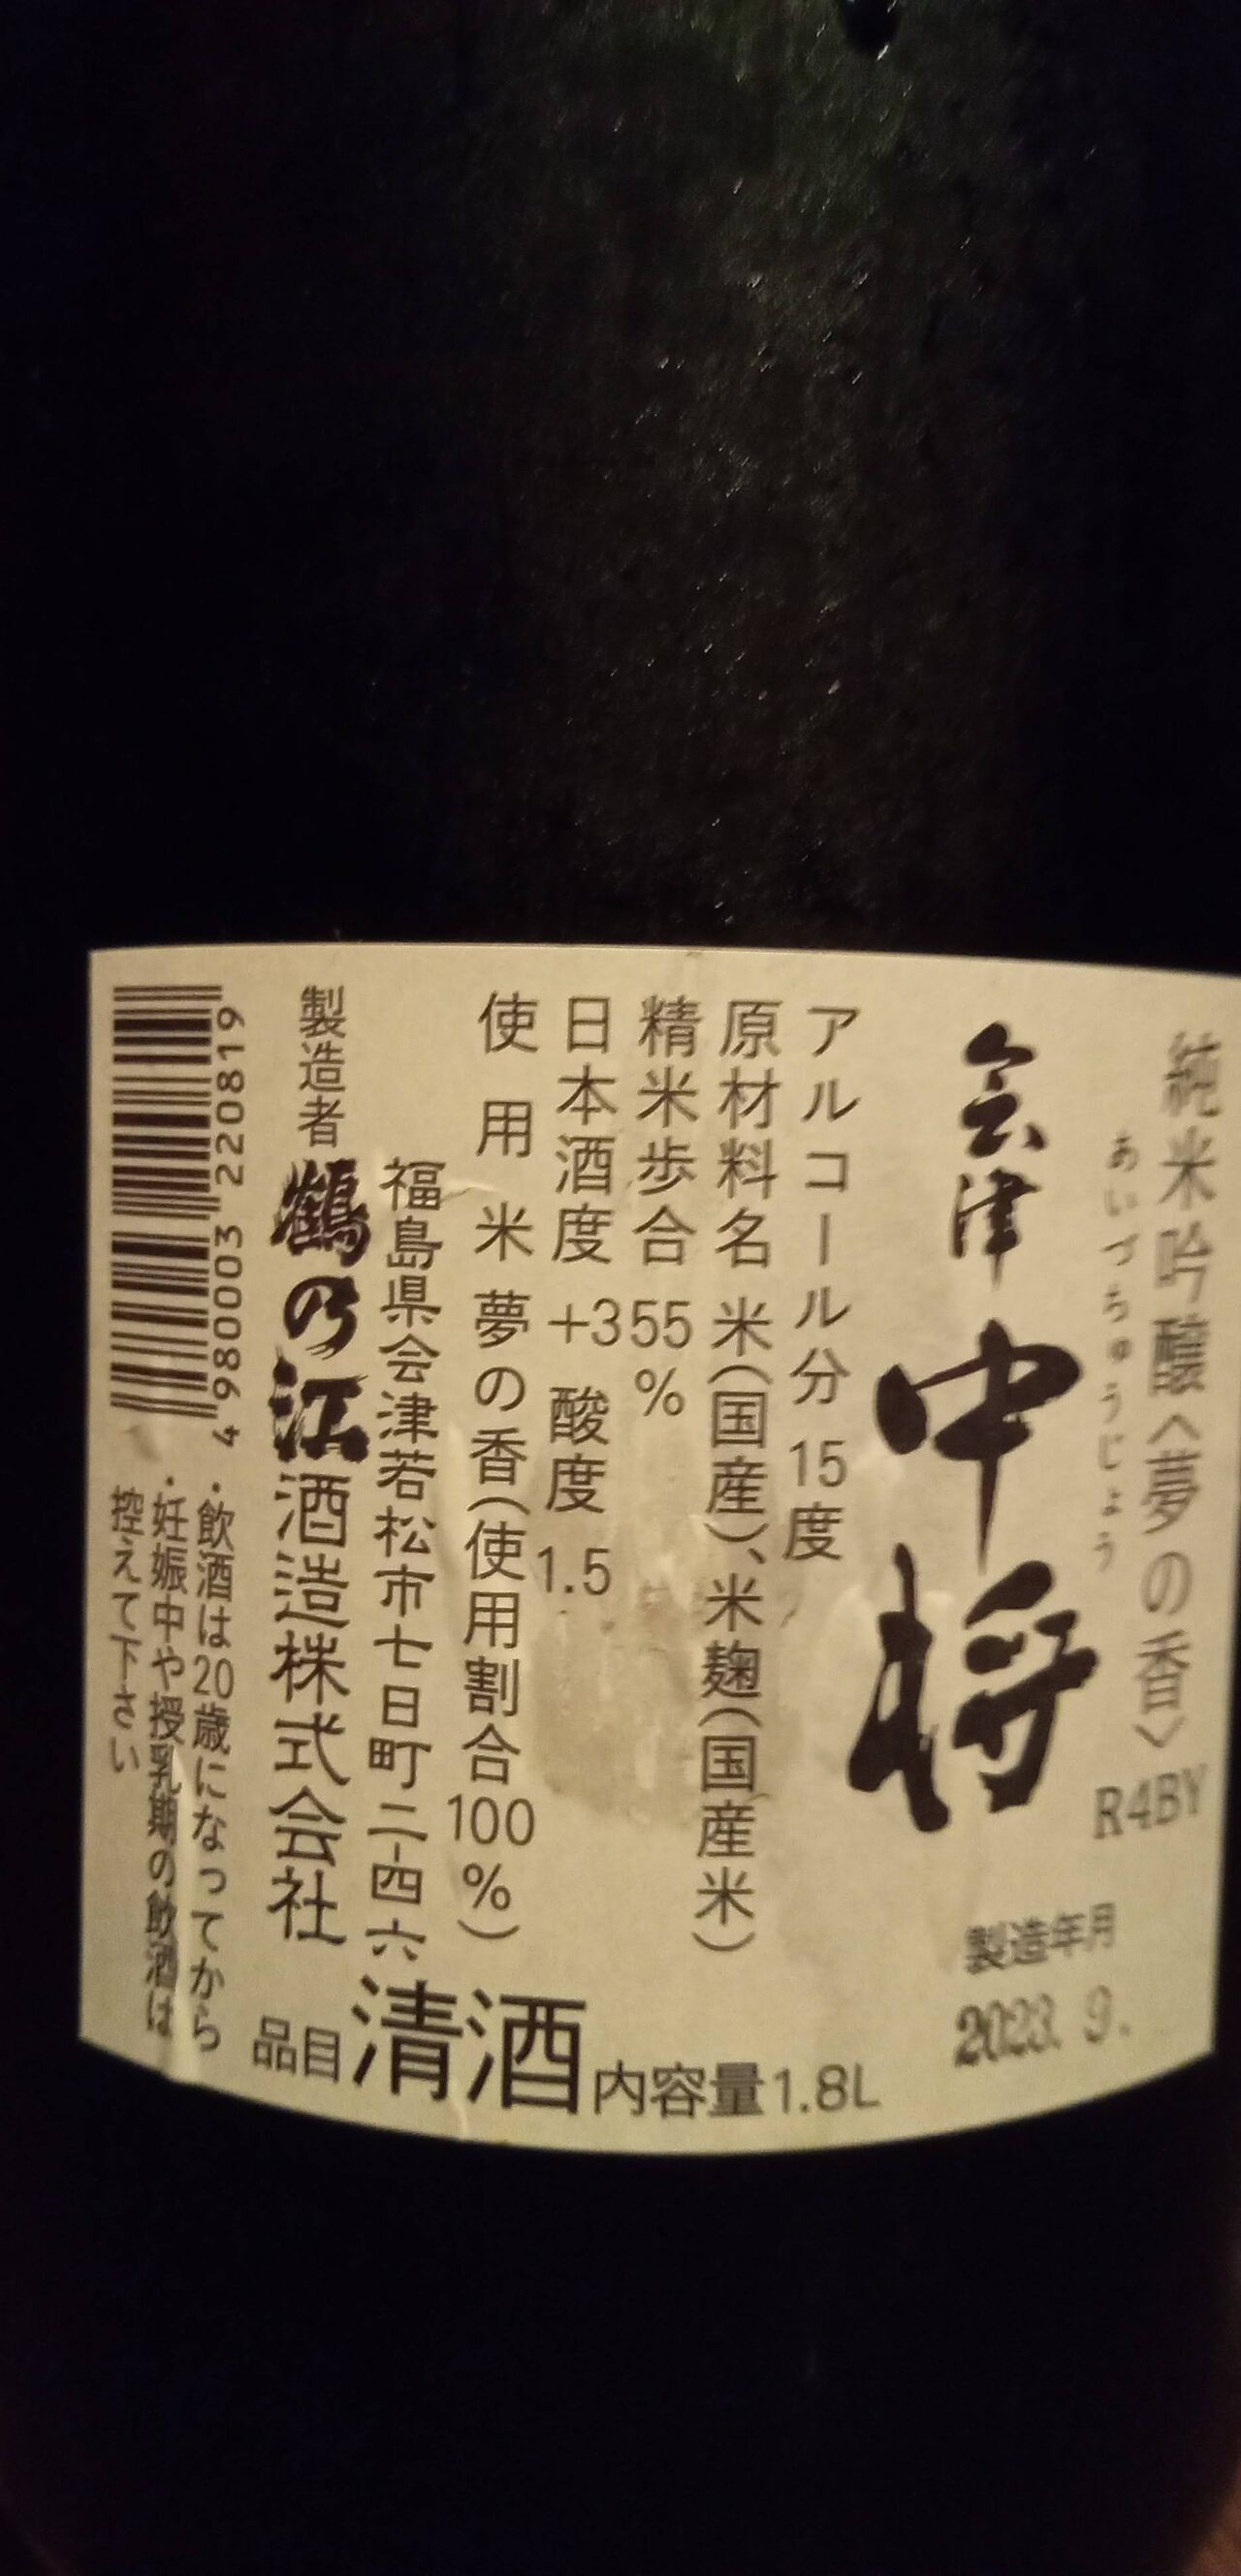 純米吟醸〈夢の香〉 R4BY
あいづちゅうじょう
会津中将
製造年月
2023. 9.
アルコール分 15度
原材料名 米(国産)、米麹(国産米)
精米歩合 55%
日本酒度 +3 酸度 1.5
使用米 夢の香(使用割合100%)
福島県会津若松市七日町二-四六
製造者 鶴の江酒造株式会社
品目 清酒 内容量1.8L
4 980003 220819
・飲酒は20歳になってから
・妊娠中や授乳期の飲酒は
控えて下さい